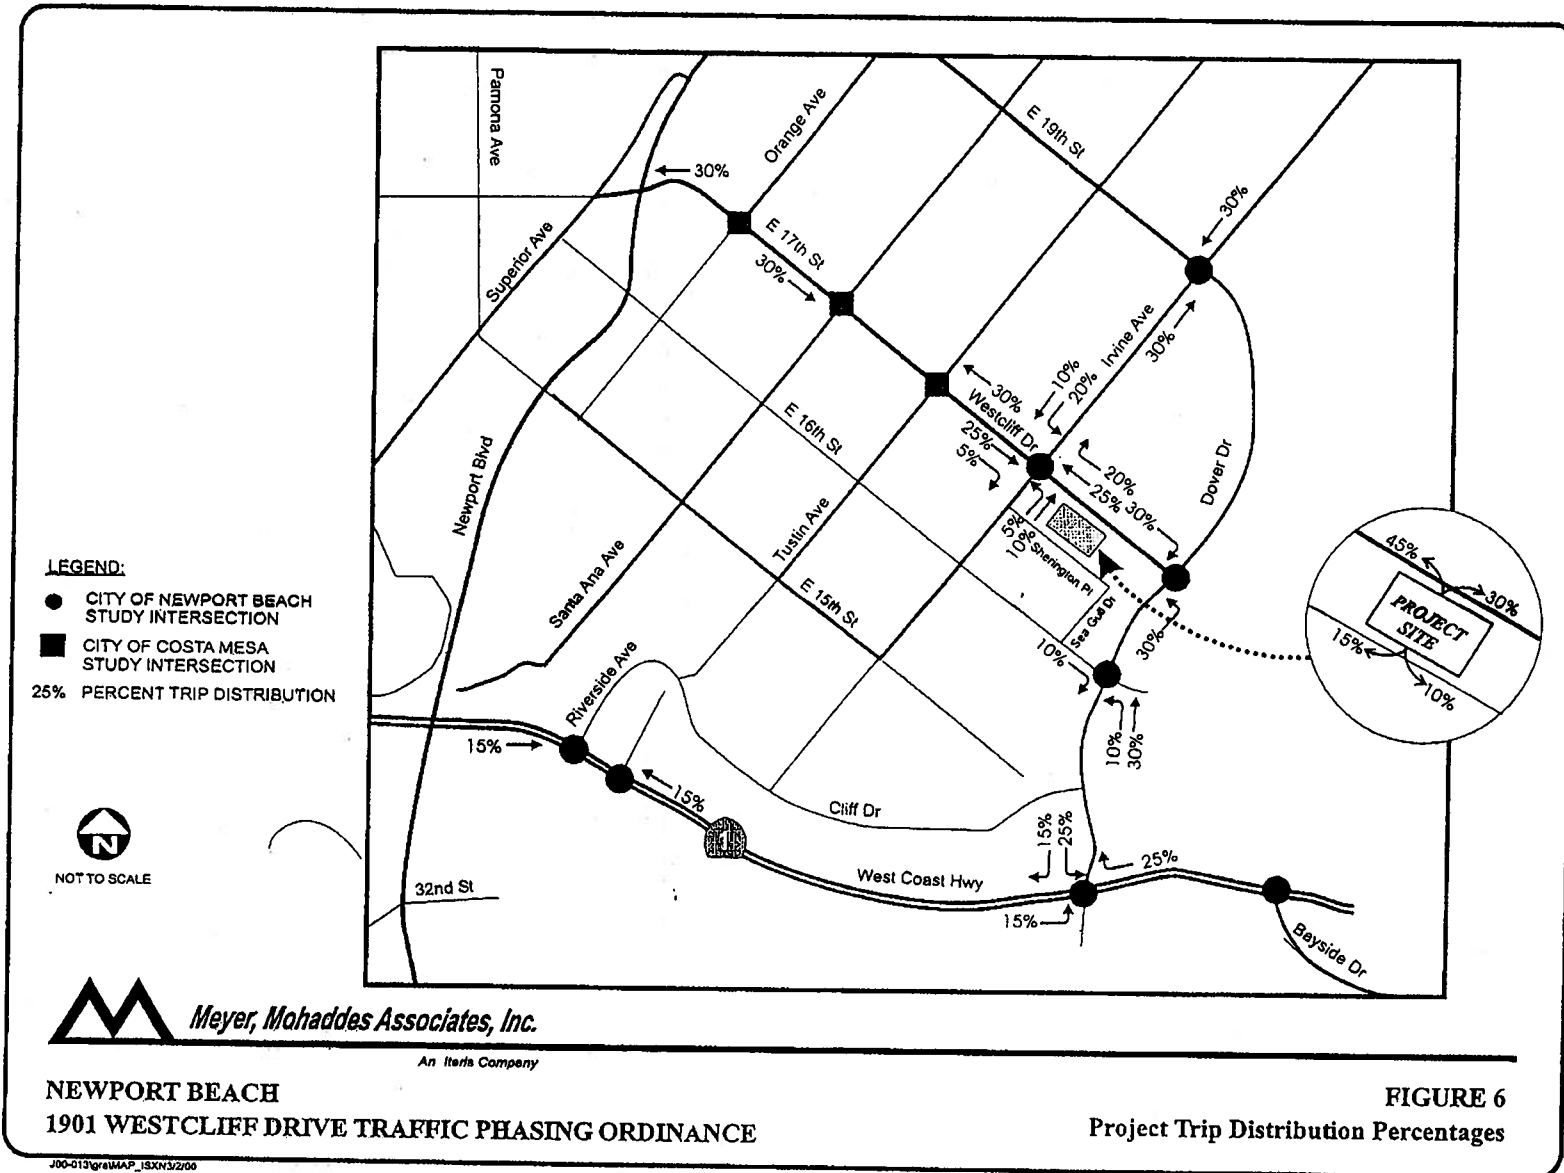 Pamona Ave
Orange Ave
E 19th St
30%
30%
Superior Ave
E 17th St
30%
Irvine Ave
30%
10%
20%
30%
Westcliff Dr
25%
5%
20%
25%
30%
Dover Dr
E 16th St
Newport Blvd
Tustin Ave
5%
10%
Sherington Pl
Santa Ana Ave
E 15th St
Sea Gull Dr
30%
10%
45%
30%
PROJECT
SITE
15%
10%
LEGEND:
CITY OF NEWPORT BEACH
STUDY INTERSECTION
CITY OF COSTA MESA
STUDY INTERSECTION
25% PERCENT TRIP DISTRIBUTION
Riverside Ave
15%
10%
30%
15%
Cliff Dr
15%
25%
25%
N
NOT TO SCALE
32nd St
West Coast Hwy
15%
Bayside Dr
Meyer, Mohaddes Associates, Inc.
An Iteris Company
NEWPORT BEACH
1901 WESTCLIFF DRIVE TRAFFIC PHASING ORDINANCE
FIGURE 6
Project Trip Distribution Percentages
J00-013\gra\MAP_ISXN3/2/00